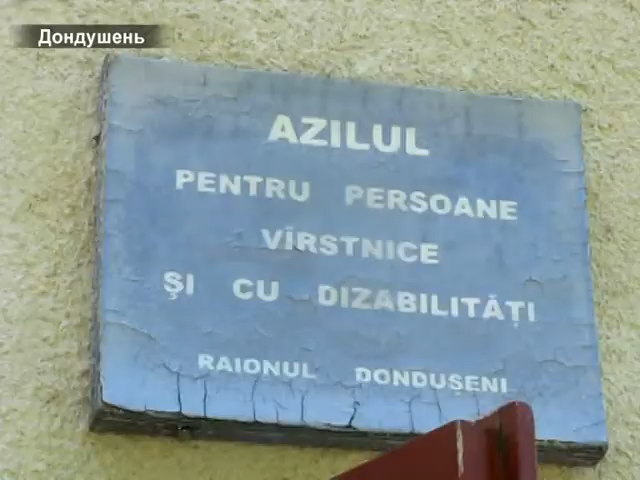 Дондушень
AZILUL
PENTRU PERSOANE
VÎRSTNICE
ŞI CU DIZABILITĂŢI
RAIONUL DONDUŞENI